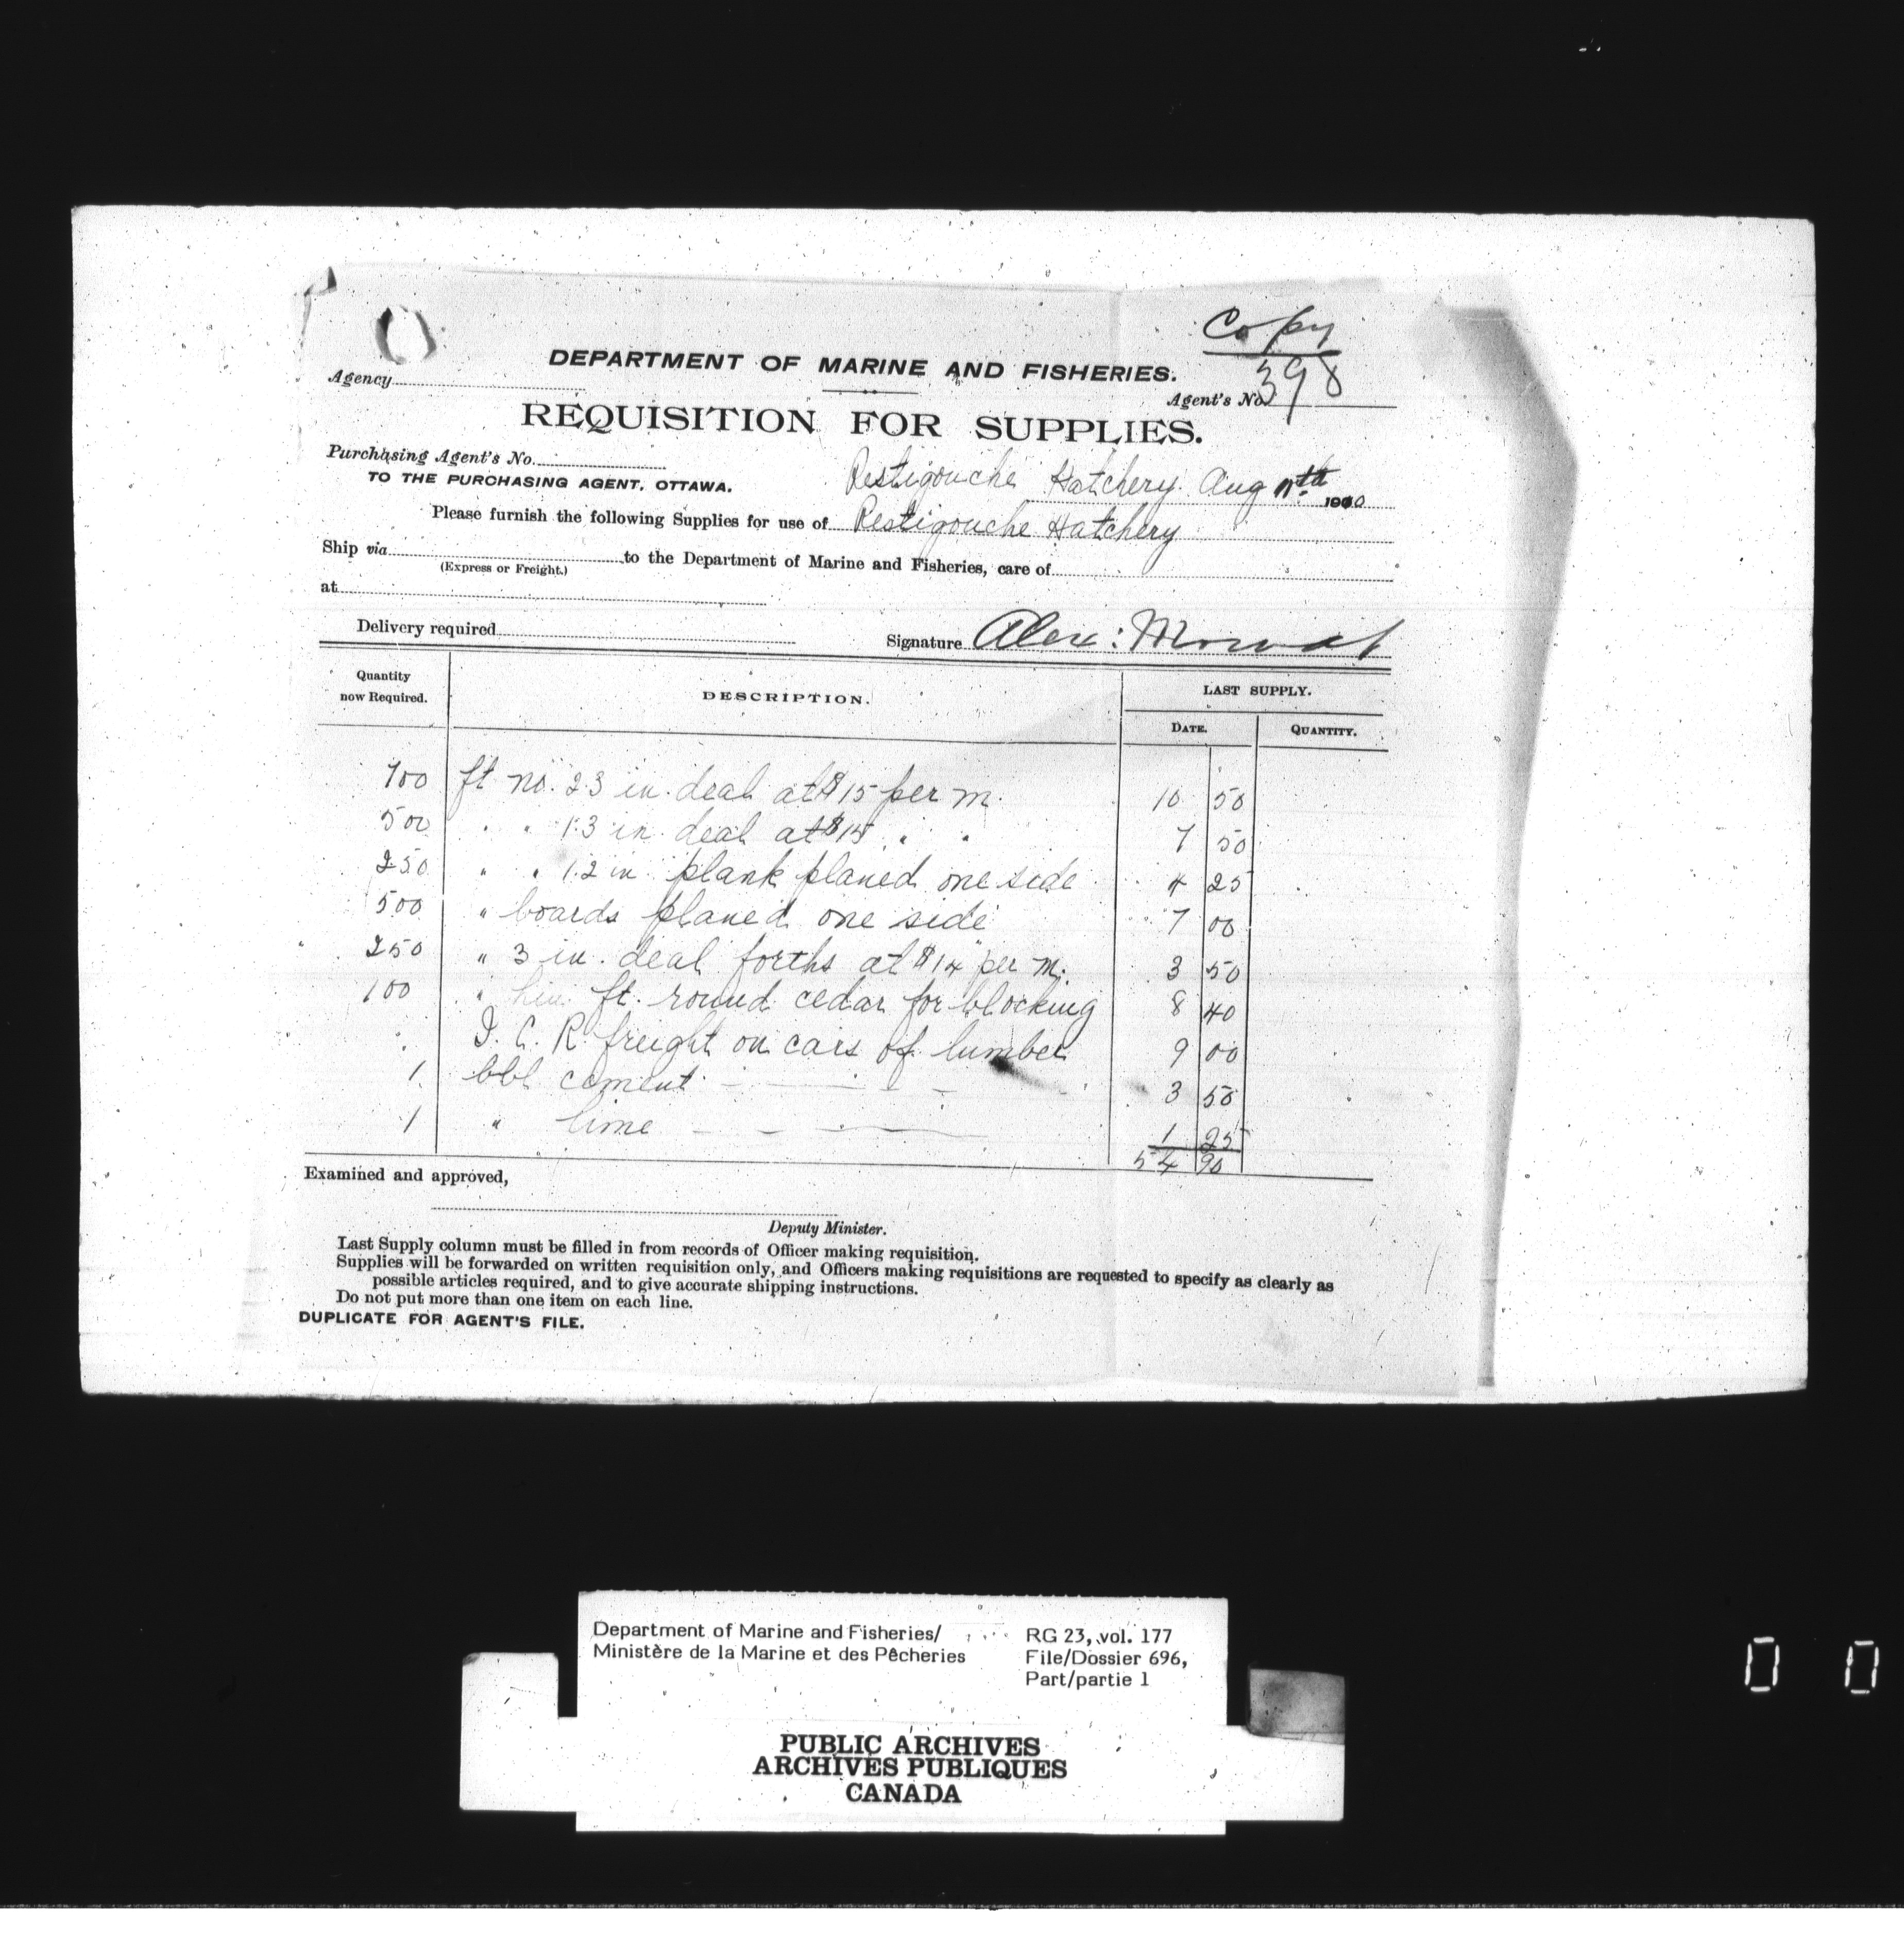 Copy
DEPARTMENT OF MARINE AND FISHERIES.
Agency
Agent's No. 398
REQUISITION FOR SUPPLIES.
Purchasing Agent's No.
TO THE PURCHASING AGENT, OTTAWA.
Restigouche Hatchery Aug 11th 1910
Please furnish the following Supplies for use of Restigouche Hatchery
Ship via to the Department of Marine and Fisheries, care of
(Express or Freight.)
at
Delivery required
Signature Alex: Mowat
Quantity now Required. DESCRIPTION. LAST SUPPLY.
DATE. QUANTITY.
700 ft no. 2 3 in. deal at $15 per m. 10 50
500 " " 1 3 in deal at $15 " " 7 50
250 " " 1 2 in plank planed one side 4 25
500 " boards planed one side 7 00
250 " 3 in. deal forths at $14 per m. 3 50
100 " lin. ft. round cedar for blocking 8 40
I. C. R. freight on cars of lumber 9 00
1 bbl cement 3 50
1 " lime 1 25
54 90
Examined and approved,
Deputy Minister.
Last Supply column must be filled in from records of Officer making requisition.
Supplies will be forwarded on written requisition only, and Officers making requisitions are requested to specify as clearly as
possible articles required, and to give accurate shipping instructions.
Do not put more than one item on each line.
DUPLICATE FOR AGENT'S FILE.
Department of Marine and Fisheries/
Ministère de la Marine et des Pêcheries
RG 23, vol. 177
File/Dossier 696,
Part/partie 1
PUBLIC ARCHIVES
ARCHIVES PUBLIQUES
CANADA
0 0